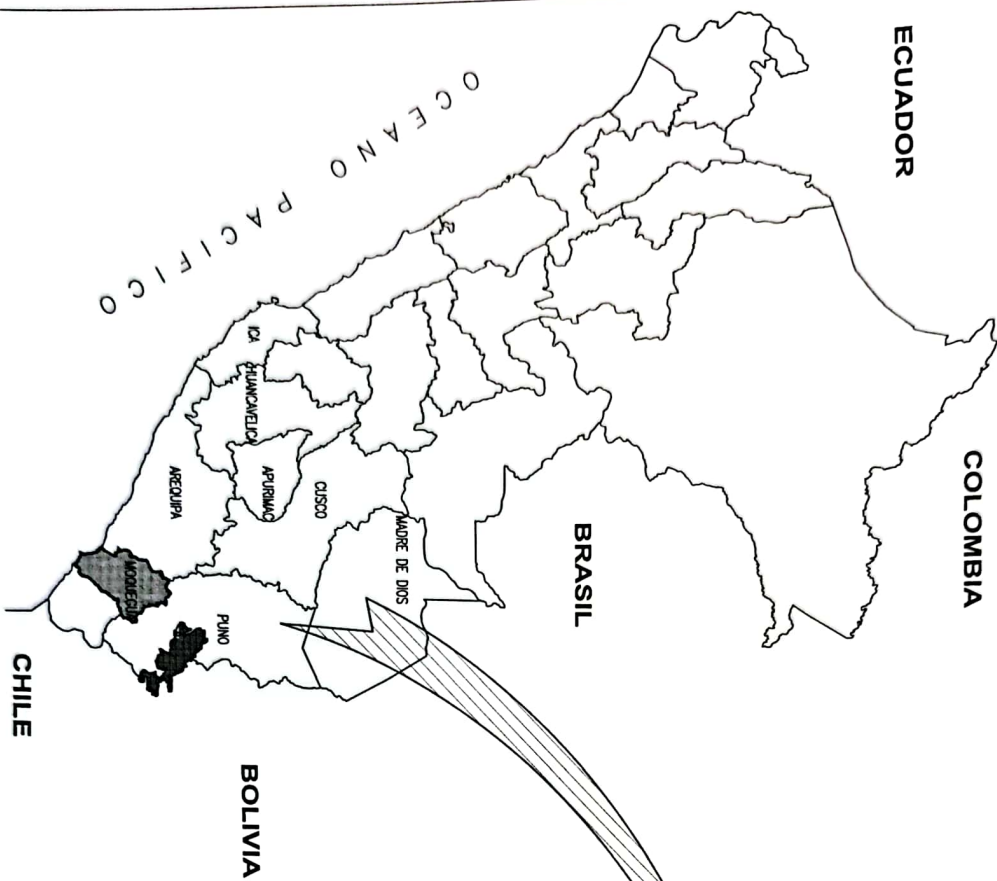 ECUADOR
COLOMBIA
BRASIL
OCEANO PACIFICO
ICA
HUANCAVELICA
APURIMAC
CUSCO
MADRE DE DIOS
AREQUIPA
PUNO
MOQUEGUA
BOLIVIA
CHILE